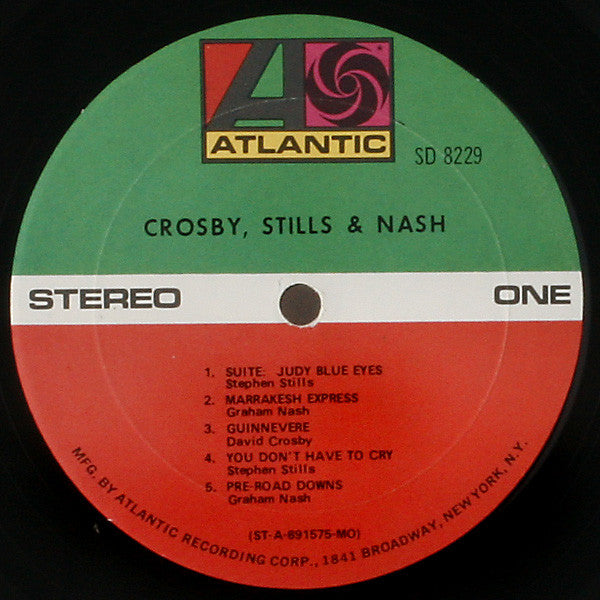 ATLANTIC
SD 8229
CROSBY, STILLS & NASH
STEREO
ONE
1. SUITE: JUDY BLUE EYES
Stephen Stills
2. MARRAKESH EXPRESS
Graham Nash
3. GUINNEVERE
David Crosby
4. YOU DON'T HAVE TO CRY
Stephen Stills
5. PRE-ROAD DOWNS
Graham Nash
(ST-A-691575-MO)
MFG. BY ATLANTIC RECORDING CORP., 1841 BROADWAY, NEW YORK, N.Y.